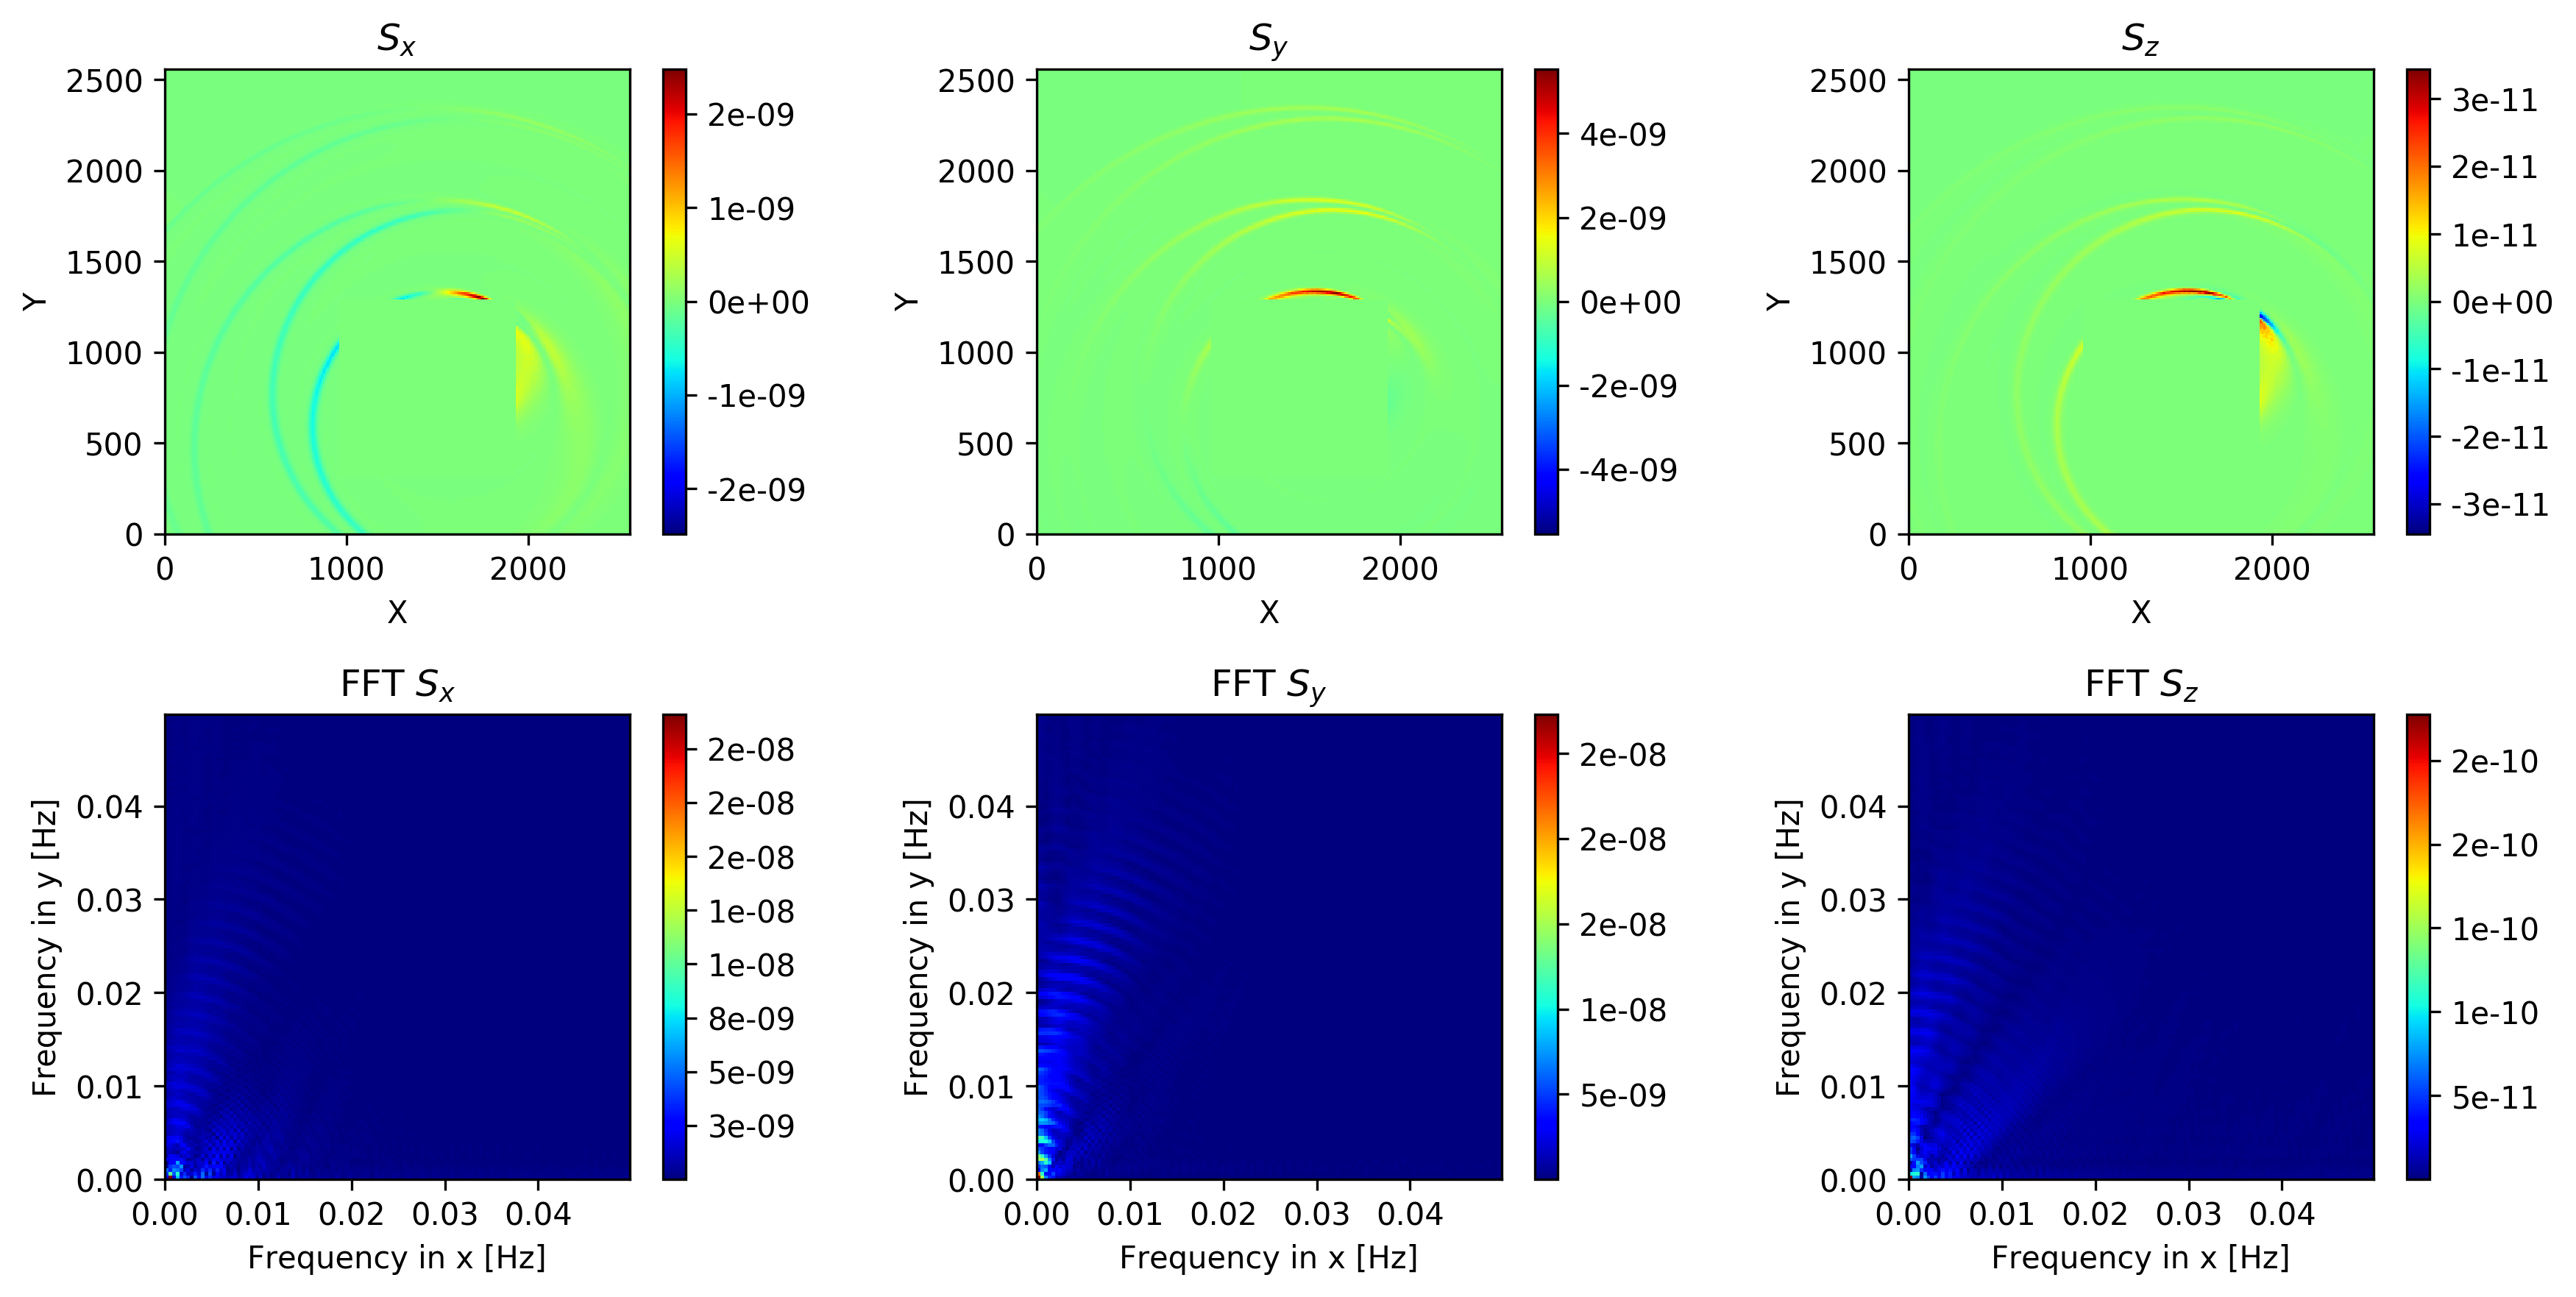 S_x
S_y
S_z
2500
2000
1500
1000
500
0
Y
0
1000
2000
X
2e-09
1e-09
0e+00
-1e-09
-2e-09
2500
2000
1500
1000
500
0
Y
0
1000
2000
X
4e-09
2e-09
0e+00
-2e-09
-4e-09
2500
2000
1500
1000
500
0
Y
0
1000
2000
X
3e-11
2e-11
1e-11
0e+00
-1e-11
-2e-11
-3e-11
FFT S_x
FFT S_y
FFT S_z
0.04
0.03
0.02
0.01
0.00
Frequency in y [Hz]
0.00 0.01 0.02 0.03 0.04
Frequency in x [Hz]
2e-08
2e-08
2e-08
1e-08
1e-08
8e-09
5e-09
3e-09
0.04
0.03
0.02
0.01
0.00
Frequency in y [Hz]
0.00 0.01 0.02 0.03 0.04
Frequency in x [Hz]
2e-08
2e-08
2e-08
1e-08
5e-09
0.04
0.03
0.02
0.01
0.00
Frequency in y [Hz]
0.00 0.01 0.02 0.03 0.04
Frequency in x [Hz]
2e-10
2e-10
1e-10
1e-10
5e-11